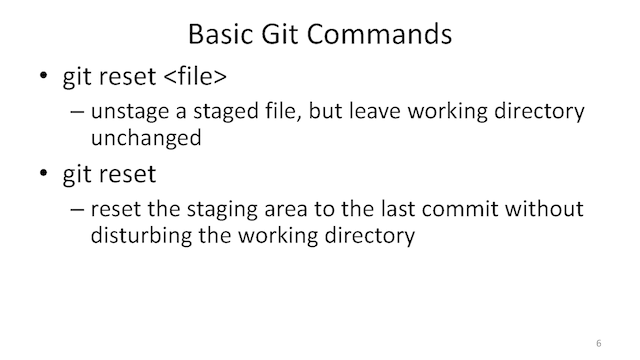 Basic Git Commands
• git reset <file>
– unstage a staged file, but leave working directory
unchanged
• git reset
– reset the staging area to the last commit without
disturbing the working directory
6